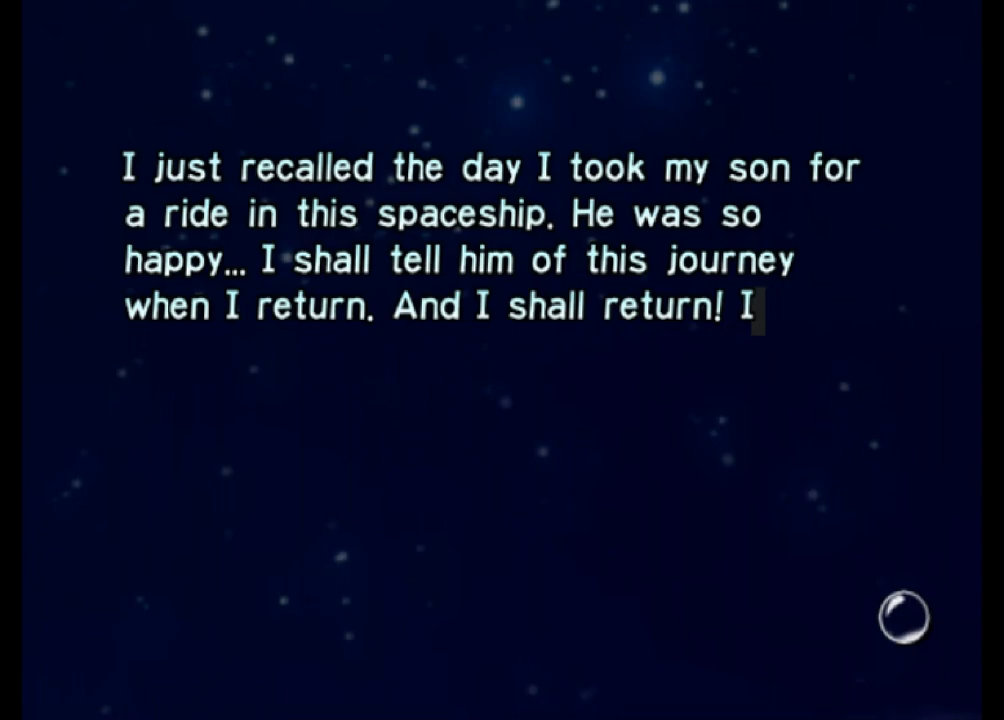 I just recalled the day I took my son for
a ride in this spaceship. He was so
happy... I shall tell him of this journey
when I return. And I shall return! I